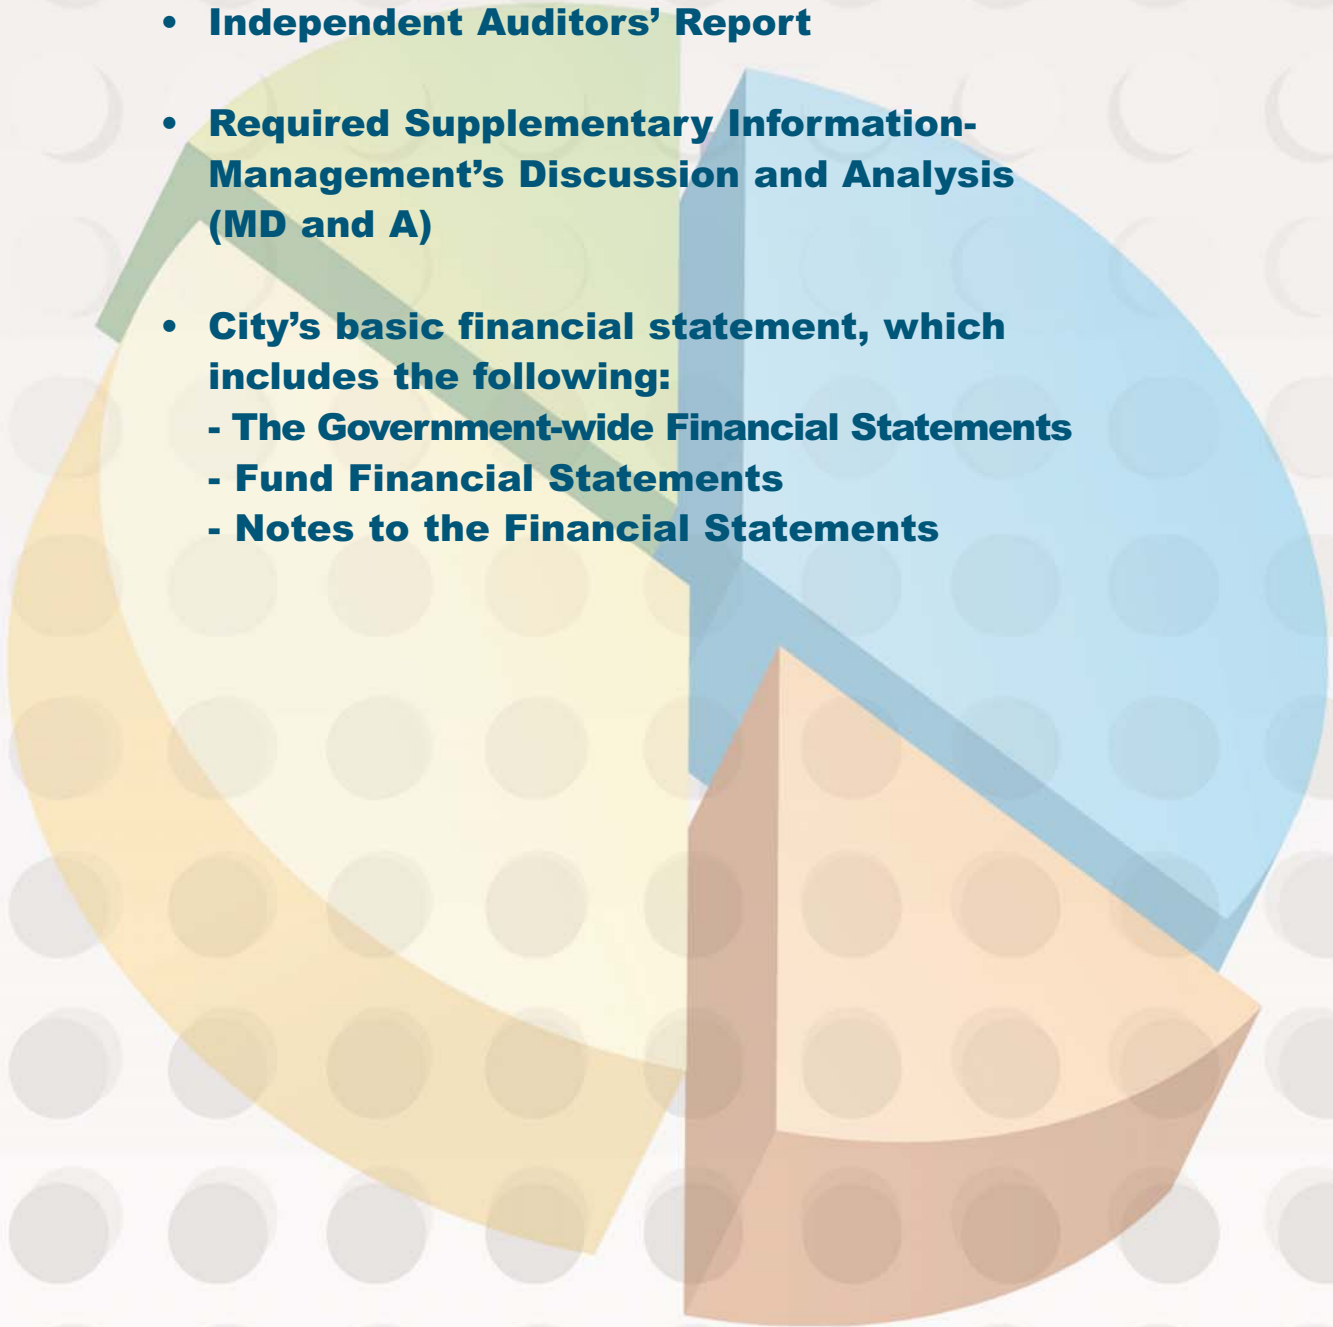 • Independent Auditors’ Report
• Required Supplementary Information-
Management’s Discussion and Analysis
(MD and A)
• City’s basic financial statement, which
includes the following:
- The Government-wide Financial Statements
- Fund Financial Statements
- Notes to the Financial Statements